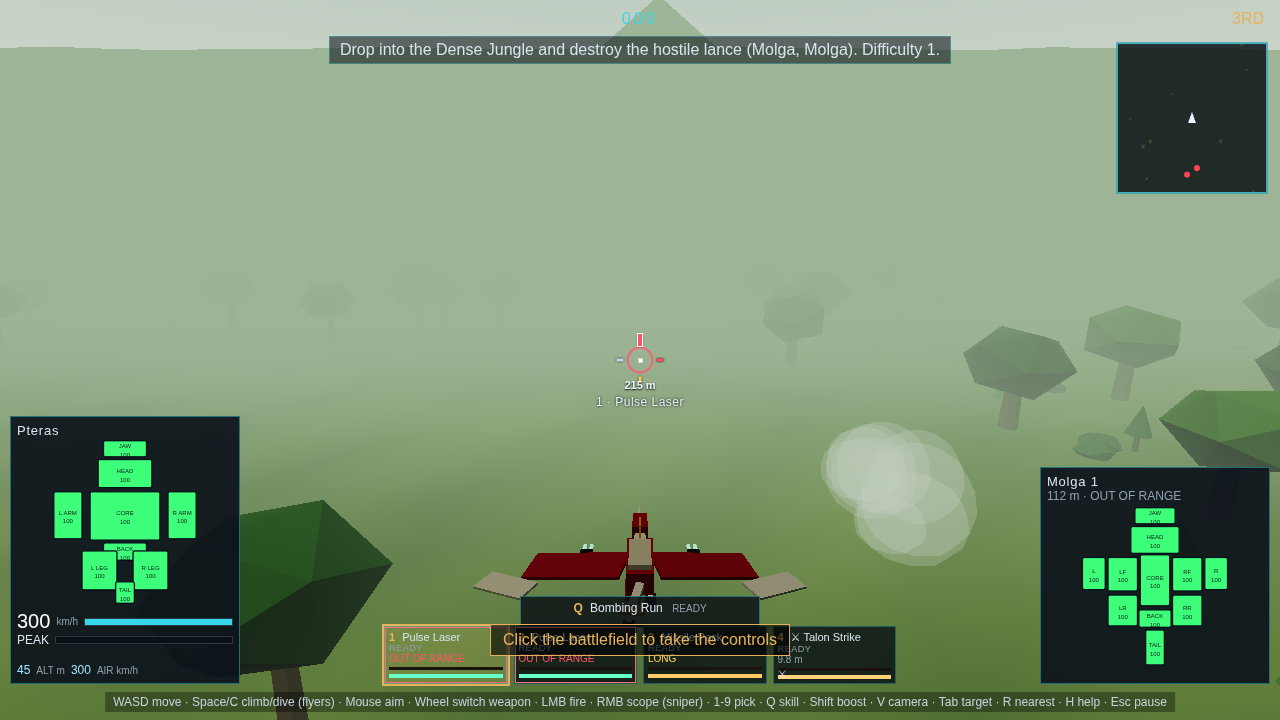 000
3RD
Drop into the Dense Jungle and destroy the hostile lance (Molga, Molga). Difficulty 1.
215 m
1 · Pulse Laser
Pteras
JAW
100
HEAD
100
L ARM
100
CORE
100
R ARM
100
BACK
100
L LEG
100
R LEG
100
TAIL
100
300 km/h
PEAK
45 ALT m 300 AIR km/h
Molga 1
112 m · OUT OF RANGE
JAW
100
HEAD
100
L
100
LF
100
CORE
100
RF
100
R
100
LR
100
BACK
100
RR
100
TAIL
100
Q Bombing Run READY
Click the battlefield to take the controls
1 Pulse Laser
READY
OUT OF RANGE
OUT OF RANGE
LONG
4 ⚔ Talon Strike
READY
9.8 m
WASD move · Space/C climb/dive (flyers) · Mouse aim · Wheel switch weapon · LMB fire · RMB scope (sniper) · 1-9 pick · Q skill · Shift boost · V camera · Tab target · R nearest · H help · Esc pause